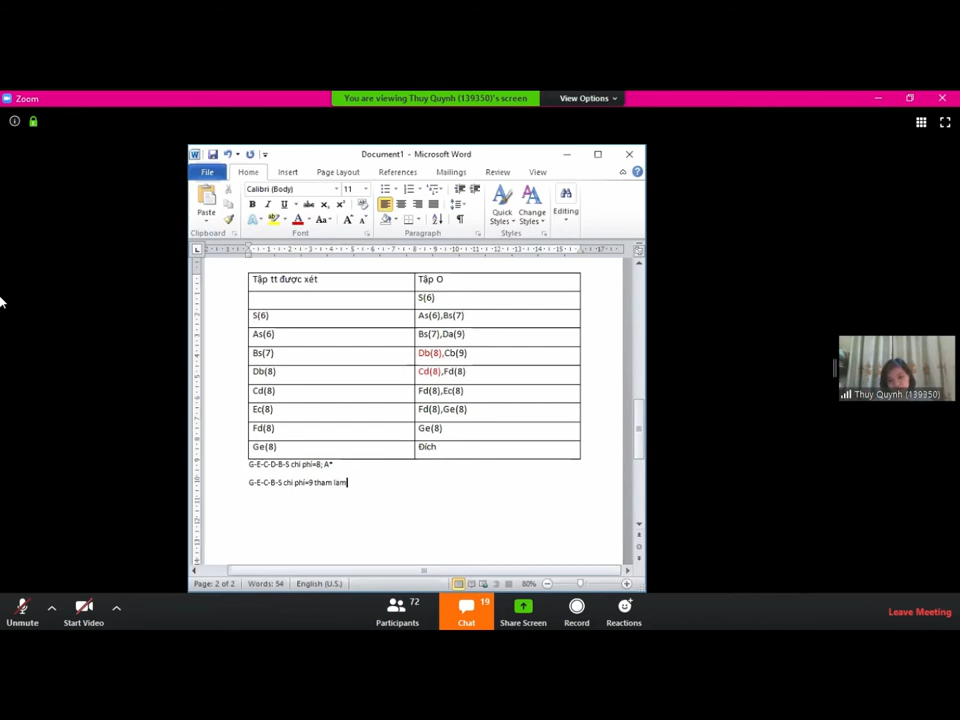 Zoom
You are viewing Thuy Quynh (139350)'s screen
View Options
Document1 - Microsoft Word
File Home Insert Page Layout References Mailings Review View
Calibri (Body) 11
Paste
Quick Styles
Change Styles
Editing
Clipboard Font Paragraph Styles
Tập tt được xét Tập O
S(6)
S(6) As(6),Bs(7)
As(6) Bs(7),Da(9)
Bs(7) Db(8),Cb(9)
Db(8) Cd(8),Fd(8)
Cd(8) Fd(8),Ec(8)
Ec(8) Fd(8),Ge(8)
Fd(8) Ge(8)
Ge(8) Đích
G-E-C-D-B-S chi phí=8; A*
G-E-C-B-S chi phí=9 tham lam
Thuy Quynh (139350)
Page: 2 of 2 Words: 54 English (U.S.) 80%
Unmute Start Video Participants 72 Chat 19 Share Screen Record Reactions Leave Meeting